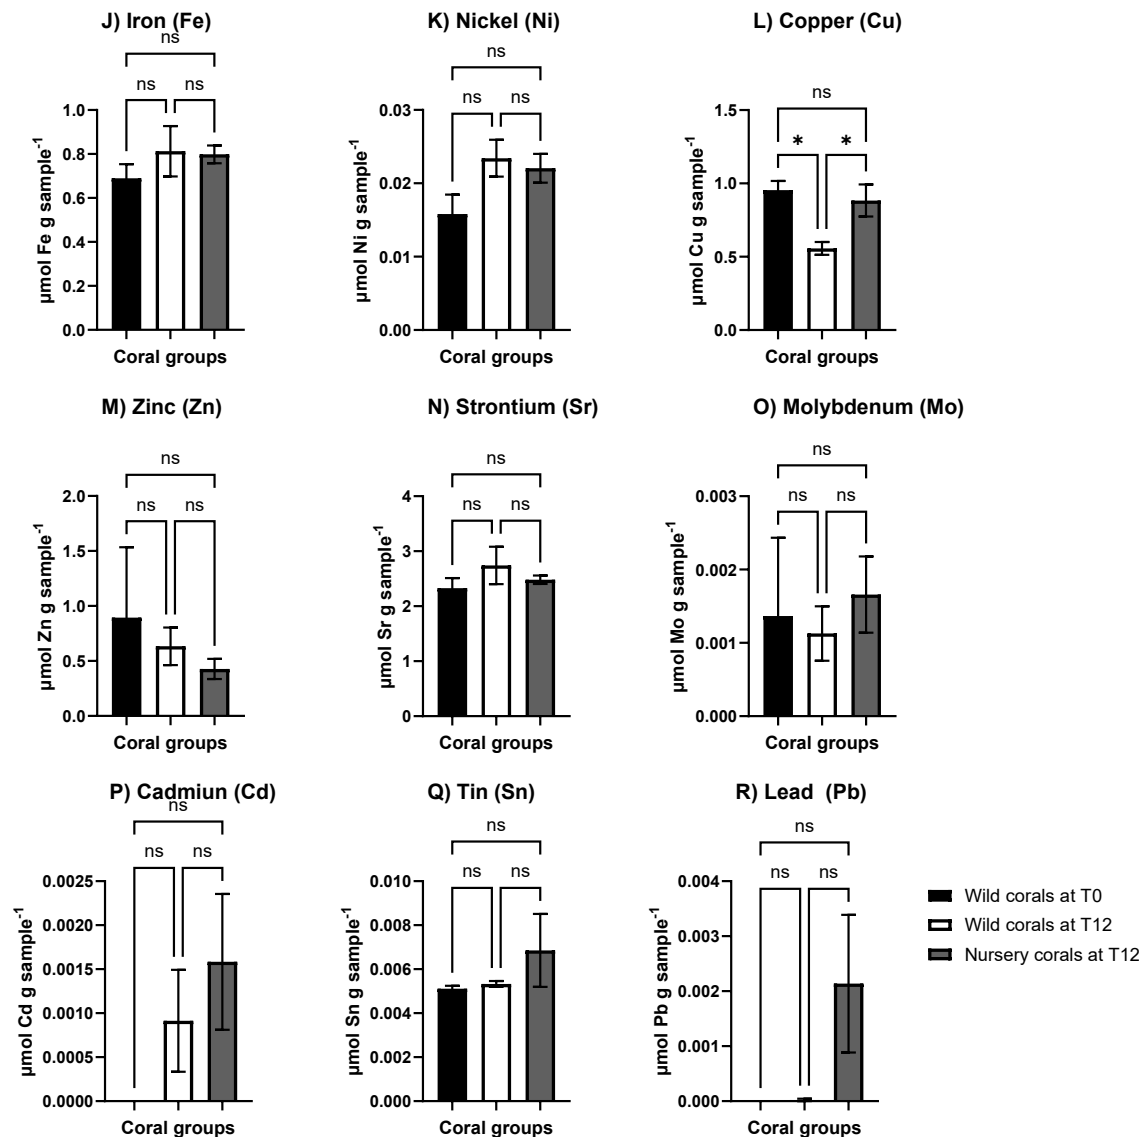 J) Iron (Fe)
ns
ns
ns
1.0
0.8
0.6
0.4
0.2
0.0
µmol Fe g sample⁻¹
Coral groups
K) Nickel (Ni)
ns
ns
ns
0.03
0.02
0.01
0.00
µmol Ni g sample⁻¹
Coral groups
L) Copper (Cu)
ns
*
*
1.5
1.0
0.5
0.0
µmol Cu g sample⁻¹
Coral groups
M) Zinc (Zn)
ns
ns
ns
2.0
1.5
1.0
0.5
0.0
µmol Zn g sample⁻¹
Coral groups
N) Strontium (Sr)
ns
ns
ns
4
3
2
1
0
µmol Sr g sample⁻¹
Coral groups
O) Molybdenum (Mo)
ns
ns
ns
0.003
0.002
0.001
0.000
µmol Mo g sample⁻¹
Coral groups
P) Cadmiun (Cd)
ns
ns
ns
0.0025
0.0020
0.0015
0.0010
0.0005
0.0000
µmol Cd g sample⁻¹
Coral groups
Q) Tin (Sn)
ns
ns
ns
0.010
0.008
0.006
0.004
0.002
0.000
µmol Sn g sample⁻¹
Coral groups
R) Lead (Pb)
ns
ns
ns
0.004
0.003
0.002
0.001
0.000
µmol Pb g sample⁻¹
Coral groups
Wild corals at T0
Wild corals at T12
Nursery corals at T12